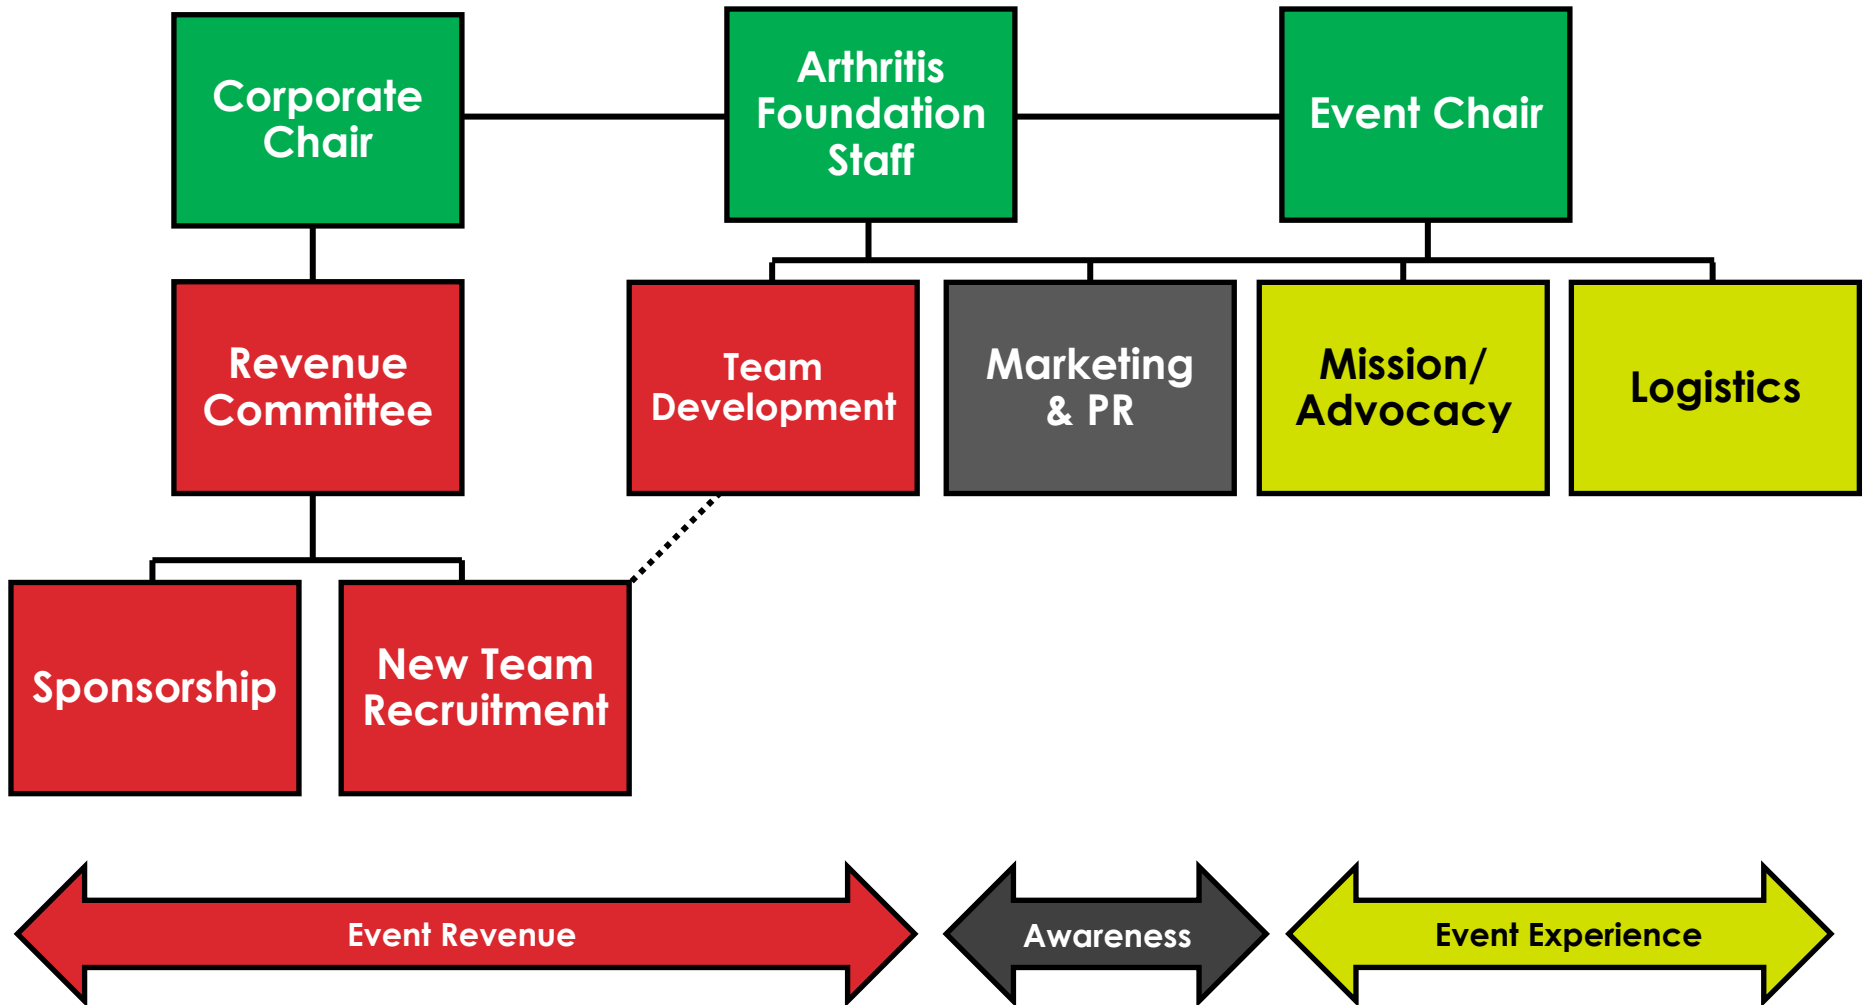 Corporate
Chair
Arthritis
Foundation
Staff
Event Chair
Revenue
Committee
Team
Development
Marketing
& PR
Mission/
Advocacy
Logistics
Sponsorship
New Team
Recruitment
Event Revenue
Awareness
Event Experience